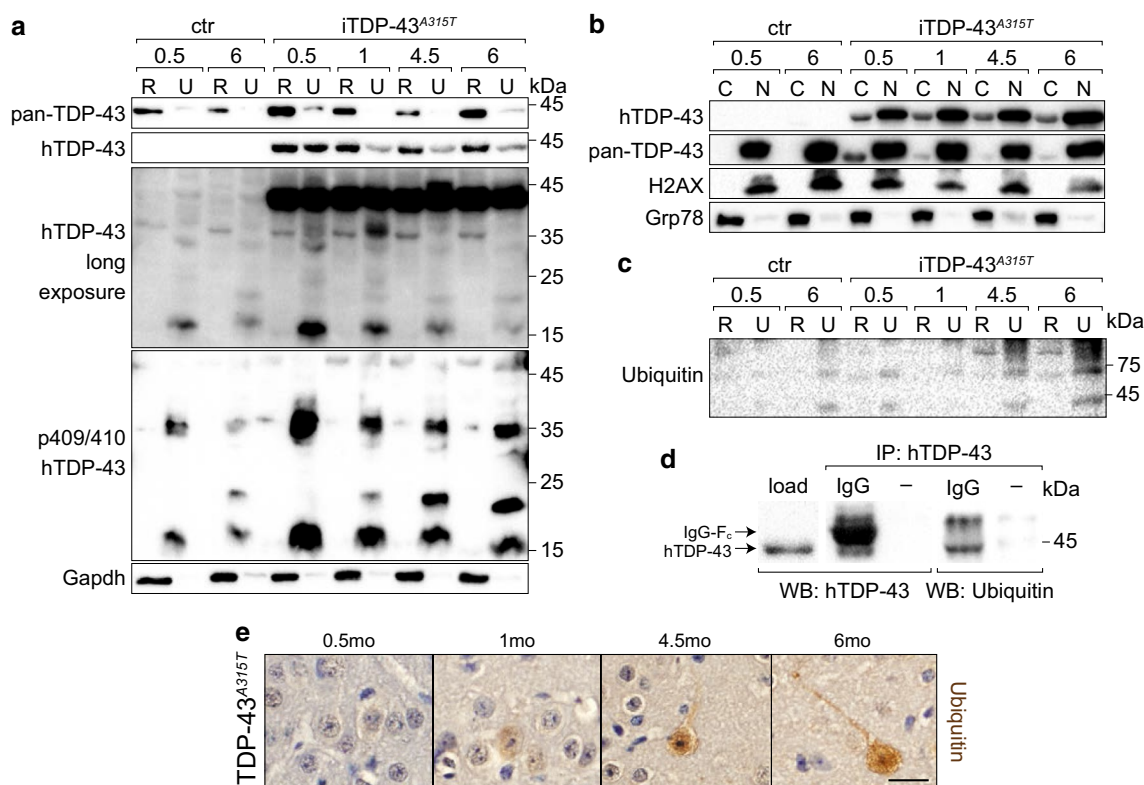 a
ctr iTDP-43A315T
0.5 6 0.5 1 4.5 6
R U R U R U R U R U R U kDa
pan-TDP-43 45
hTDP-43 45
45
hTDP-43 35
long
exposure 25
15
45
p409/410 35
hTDP-43
25
15
Gapdh
b
ctr iTDP-43A315T
0.5 6 0.5 1 4.5 6
C N C N C N C N C N C N
hTDP-43
pan-TDP-43
H2AX
Grp78
c
ctr iTDP-43A315T
0.5 6 0.5 1 4.5 6
R U R U R U R U R U R U kDa
Ubiquitin 75
45
d
IP: hTDP-43
load IgG – IgG – kDa
IgG-Fc
hTDP-43 45
WB: hTDP-43 WB: Ubiquitin
e
0.5mo 1mo 4.5mo 6mo
TDP-43A315T
Ubiquitin